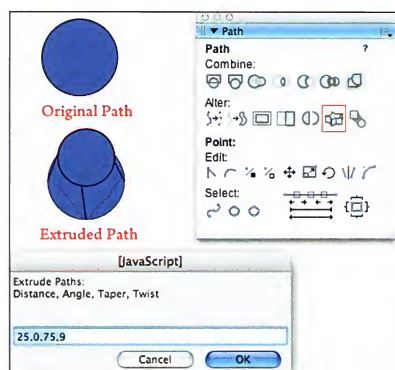 Path
Path ?
Combine:
Alter:
Point:
Edit:
Select:
Original Path
Extruded Path
[JavaScript]
Extrude Paths:
Distance, Angle, Taper, Twist
25,0,75,9
Cancel OK